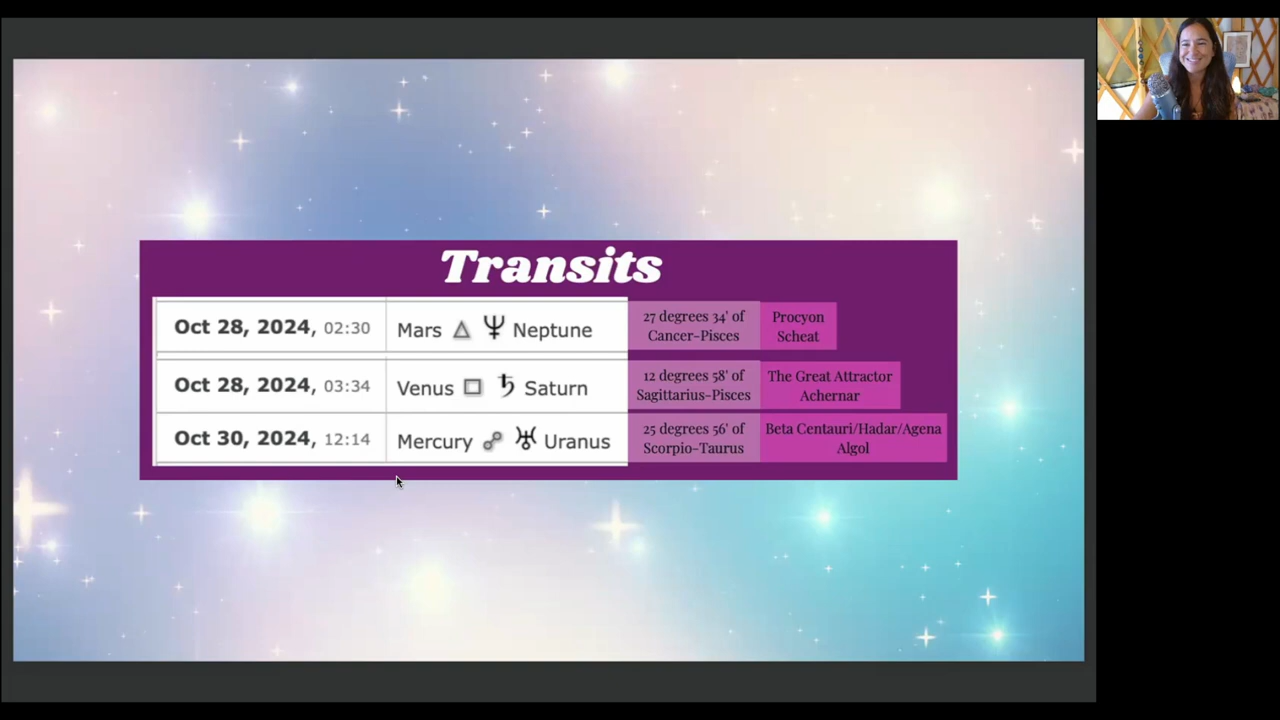 Transits
Oct 28, 2024, 02:30 Mars △ ♆ Neptune 27 degrees 34' of Procyon
Cancer-Pisces Scheat
Oct 28, 2024, 03:34 Venus □ ♄ Saturn 12 degrees 58' of The Great Attractor
Sagittarius-Pisces Achernar
Oct 30, 2024, 12:14 Mercury ☍ ♅ Uranus 25 degrees 56' of Beta Centauri/Hadar/Agena
Scorpio-Taurus Algol